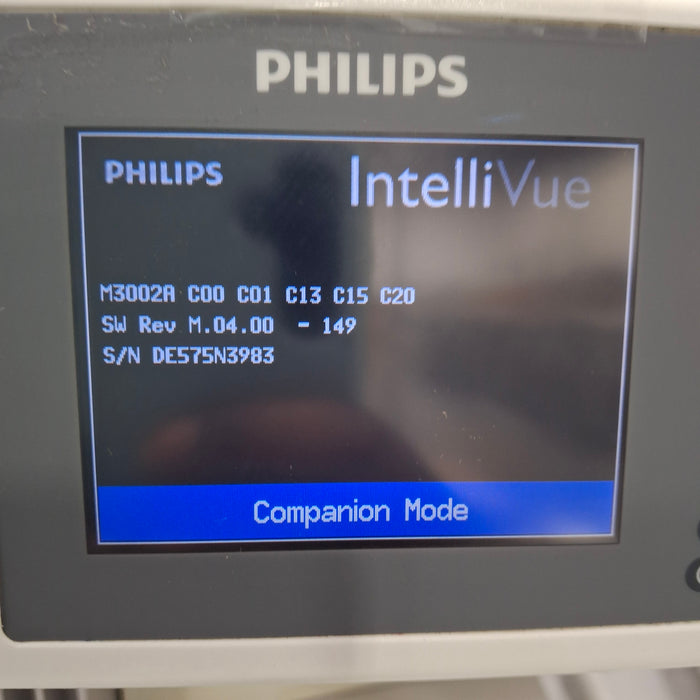 PHILIPS
PHILIPS IntelliVue
M3002A C00 C01 C13 C15 C20
SW Rev M.04.00 - 149
S/N DE575N3983
Companion Mode